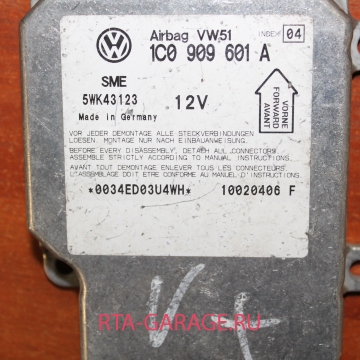 Airbag VW51
INDEX 04
1C0 909 601 A
SME
5WK43123
12V
Made in Germany
VORNE
FORWARD
AVANT
VOR JEDER DEMONTAGE ALLE STECKVERBINDUNGEN
LOESEN. MONTAGE NUR NACH EINBAUANWEISUNG.
BEFORE EVERY DISASSEMBLY, DETACH ALL CONNECTORS.
ASSEMBLE STRICTLY ACCORDING TO MANUAL INSTRUCTIONS.
AVANT TOUT DEMONTAGE ENLEVER TOUS LES CONNECTEURS.
L'ASSEMBLAGE CONFORME AU MANUEL D'INSTRUCTIONS
*0034ED03U4WH* 10020406 F
RTA-GARAGE.RU